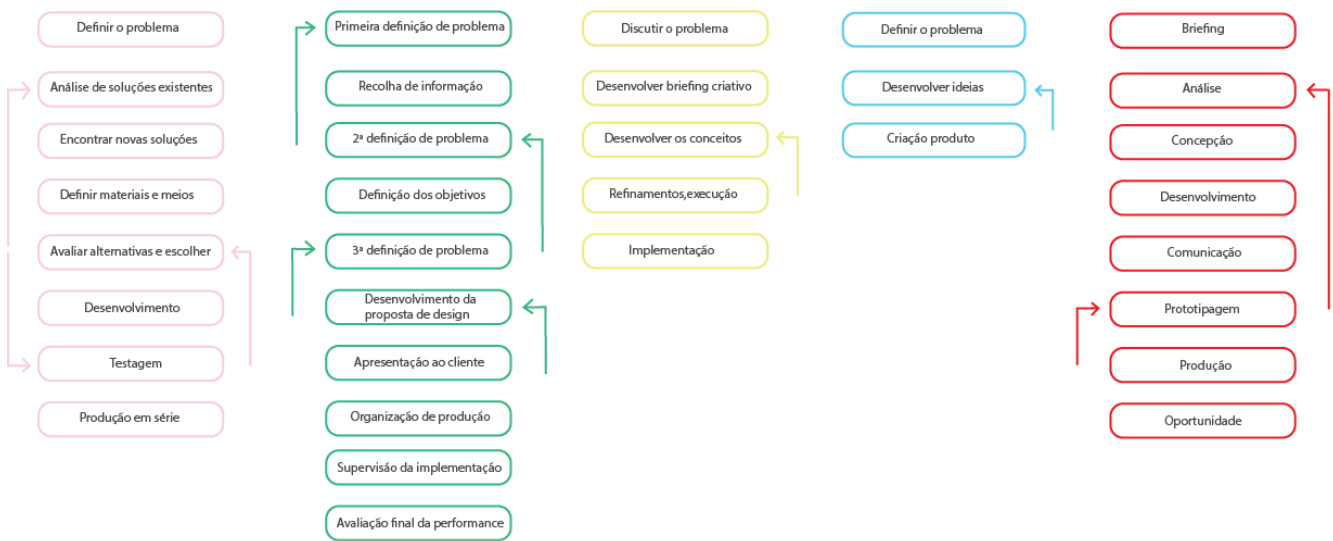 Definir o problema
Análise de soluções existentes
Encontrar novas soluções
Definir materiais e meios
Avaliar alternativas e escolher
Desenvolvimento
Testagem
Produção em série
Primeira definição de problema
Recolha de informação
2ª definição de problema
Definição dos objetivos
3ª definição de problema
Desenvolvimento da
proposta de design
Apresentação ao cliente
Organização de produção
Supervisão da implementação
Avaliação final da performance
Discutir o problema
Desenvolver briefing criativo
Desenvolver os conceitos
Refinamentos,execução
Implementação
Definir o problema
Desenvolver ideias
Criação produto
Briefing
Análise
Concepção
Desenvolvimento
Comunicação
Prototipagem
Produção
Oportunidade